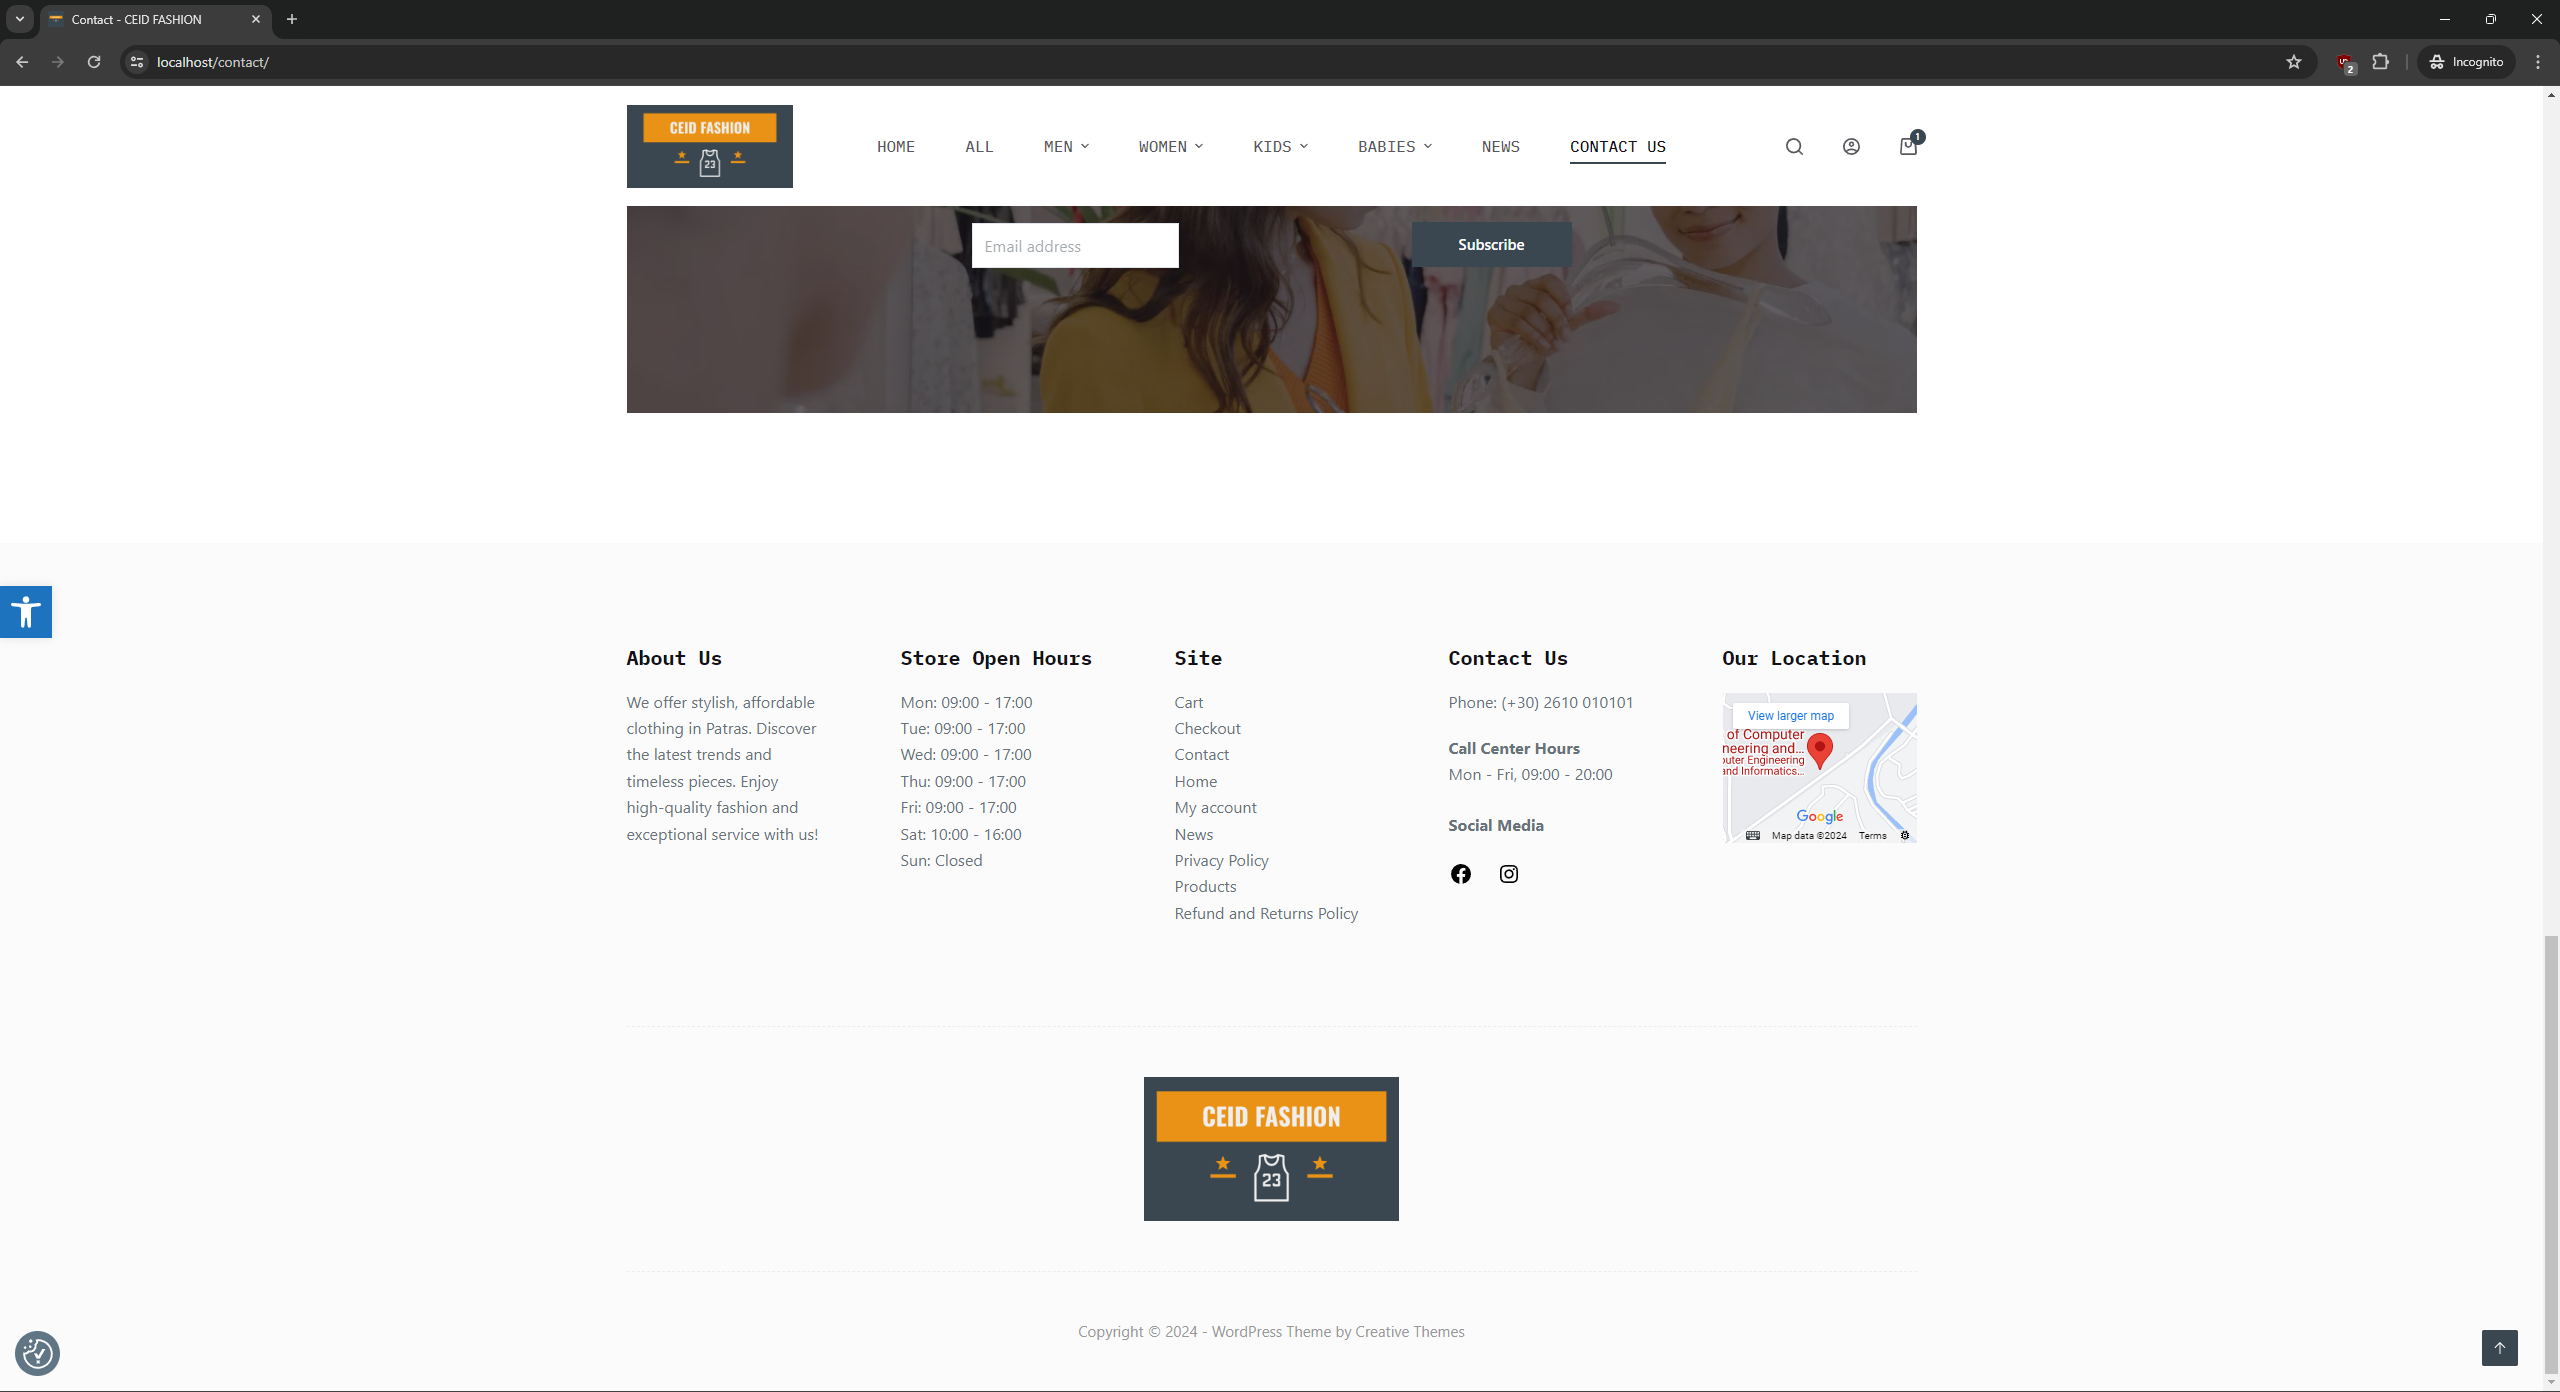 Contact - CEID FASHION
localhost/contact/
2
Incognito
CEID FASHION
23
HOME
ALL
MEN
WOMEN
KIDS
BABIES
NEWS
CONTACT US
1
Email address
Subscribe
About Us
We offer stylish, affordable
clothing in Patras. Discover
the latest trends and
timeless pieces. Enjoy
high-quality fashion and
exceptional service with us!
Store Open Hours
Mon: 09:00 - 17:00
Tue: 09:00 - 17:00
Wed: 09:00 - 17:00
Thu: 09:00 - 17:00
Fri: 09:00 - 17:00
Sat: 10:00 - 16:00
Sun: Closed
Site
Cart
Checkout
Contact
Home
My account
News
Privacy Policy
Products
Refund and Returns Policy
Contact Us
Phone: (+30) 2610 010101
Call Center Hours
Mon - Fri, 09:00 - 20:00
Social Media
Our Location
View larger map
of Computer
neering and...
uter Engineering
and Informatics...
Google
Map data ©2024
Terms
CEID FASHION
23
Copyright © 2024 - WordPress Theme by Creative Themes